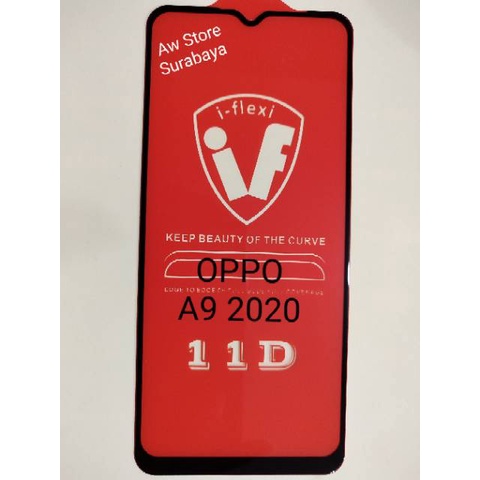 Aw Store
Surabaya
i-flexi
if
KEEP BEAUTY OF THE CURVE
OPPO
A9 2020
11D